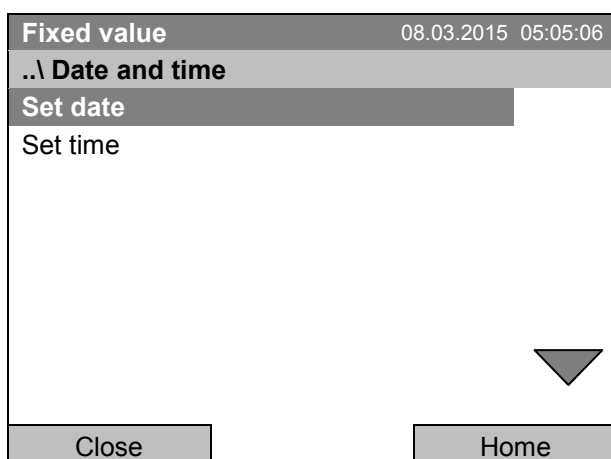 Fixed value 08.03.2015 05:05:06
..\ Date and time
Set date
Set time
Close Home